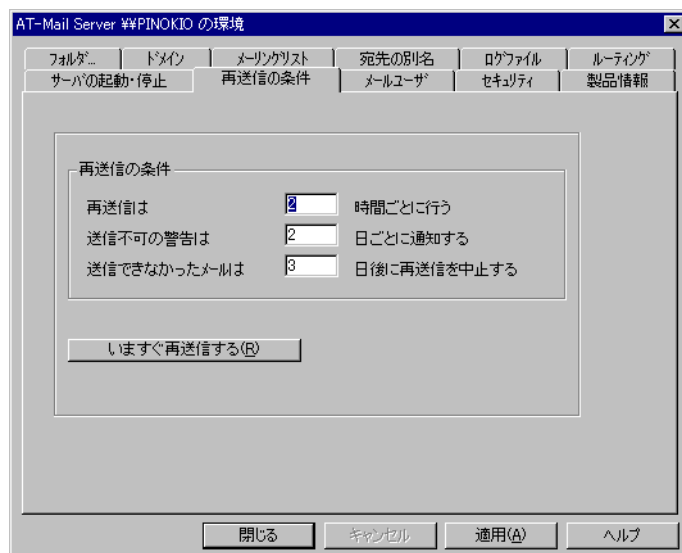 AT-Mail Server ¥¥PINOKIO の環境
ﾌｫﾙﾀﾞ... ﾄﾞﾒｲﾝ ﾒｰﾘﾝｸﾞﾘｽﾄ 宛先の別名 ﾛｸﾞﾌｧｲﾙ ﾙｰﾃｨﾝｸﾞ
ｻｰﾊﾞの起動･停止 再送信の条件 ﾒｰﾙﾕｰｻﾞ ｾｷｭﾘﾃｨ 製品情報
再送信の条件
再送信は 2 時間ごとに行う
送信不可の警告は 2 日ごとに通知する
送信できなかったﾒｰﾙは 3 日後に再送信を中止する
いますぐ再送信する(R)
閉じる キャンセル 適用(A) ヘルプ